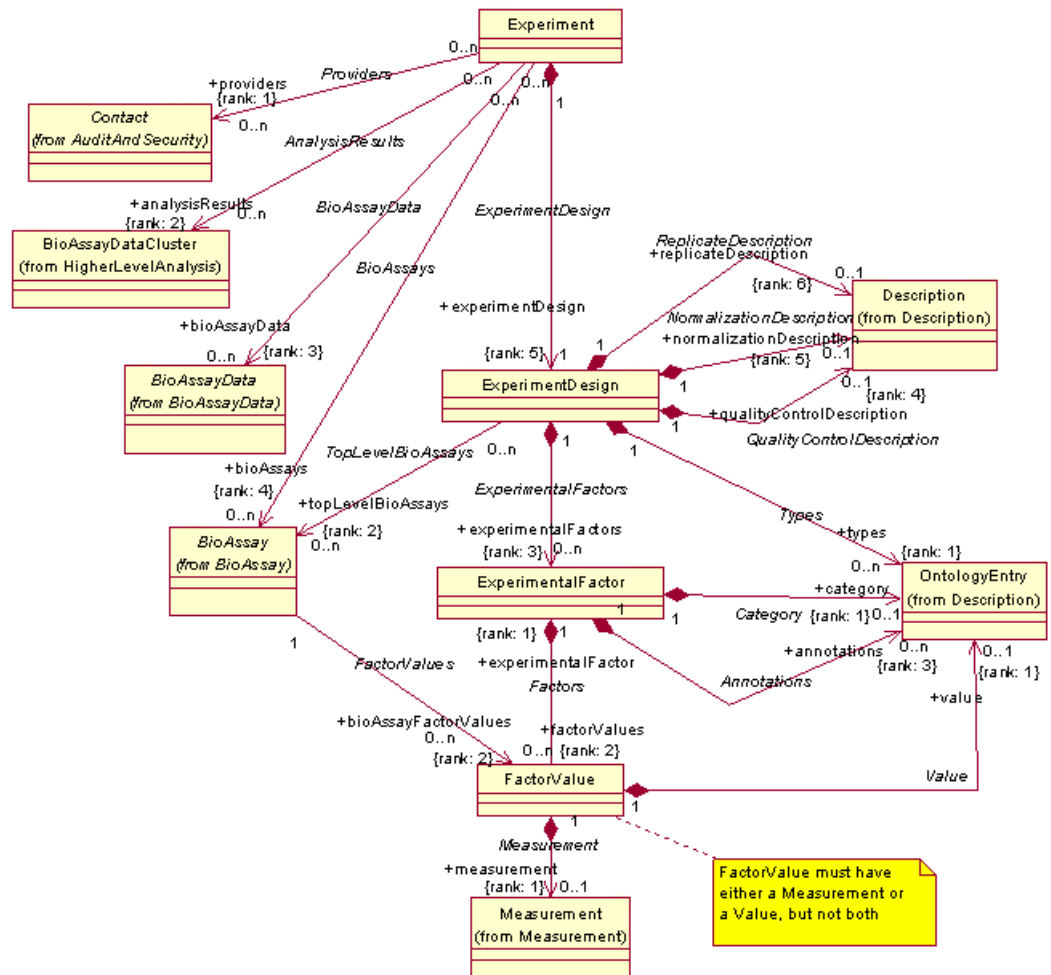 Experiment
0..n
Providers
0..n
0..n
0..n
0..n
1
+providers
{rank: 1}
0..n
Contact
(from AuditAndSecurity)
AnalysisResults
+analysisResults
0..n
{rank: 2}
BioAssayDataCluster
(from HigherLevelAnalysis)
BioAssayData
ExperimentDesign
BioAssays
ReplicateDescription
+replicateDescription
0..1
{rank: 6}
Description
(from Description)
+experimentDesign
+bioAssayData
{rank: 3}
0..n
NormalizationDescription
+normalizationDescription
0..1
{rank: 5}
{rank: 5}
1
1
BioAssayData
(from BioAssayData)
ExperimentDesign
1
0..1
{rank: 4}
1
+qualityControlDescription
QualityControlDescription
0..n
1
1
TopLevelBioAssays
+bioAssays
{rank: 4}
0..n
ExperimentalFactors
+topLevelBioAssays
{rank: 2}
0..n
Types
+types
{rank: 1}
0..n
+experimentalFactors
{rank: 3}
0..n
BioAssay
(from BioAssay)
ExperimentalFactor
OntologyEntry
(from Description)
+category
Category
{rank: 1}
0..1
1
1
1
{rank: 1}
1
+experimentalFactor
Factors
+annotations
0..n
{rank: 3}
Annotations
0..1
{rank: 1}
+value
FactorValues
+bioAssayFactorValues
0..n
{rank: 2}
+factorValues
0..n
{rank: 2}
FactorValue
1
Value
1
Measurement
+measurement
{rank: 1}
0..1
FactorValue must have
either a Measurement or
a Value, but not both
Measurement
(from Measurement)